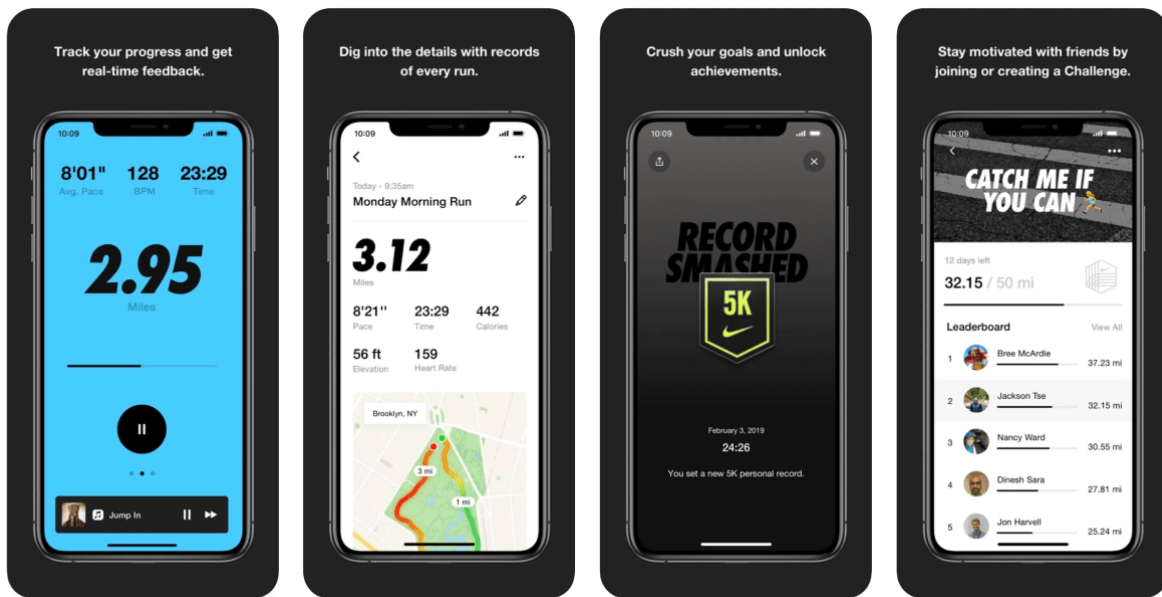 Track your progress and get
real-time feedback.
10:09
8'01" 128 23:29
Avg. Pace BPM Time
2.95
Miles
Jump In
Dig into the details with records
of every run.
10:09
Today - 9:35am
Monday Morning Run
3.12
Miles
8'21'' 23:29 442
Pace Time Calories
56 ft 159
Elevation Heart Rate
Brooklyn, NY
3 mi
1 mi
Crush your goals and unlock
achievements.
10:09
RECORD
SMASHED
5K
February 3, 2019
24:26
You set a new 5K personal record.
Stay motivated with friends by
joining or creating a Challenge.
10:09
CATCH ME IF
YOU CAN🏃
12 days left
32.15 / 50 mi
Leaderboard View All
1 Bree McArdle 37.23 mi
2 Jackson Tse 32.15 mi
3 Nancy Ward 30.55 mi
4 Dinesh Sara 27.81 mi
5 Jon Harvell 25.24 mi